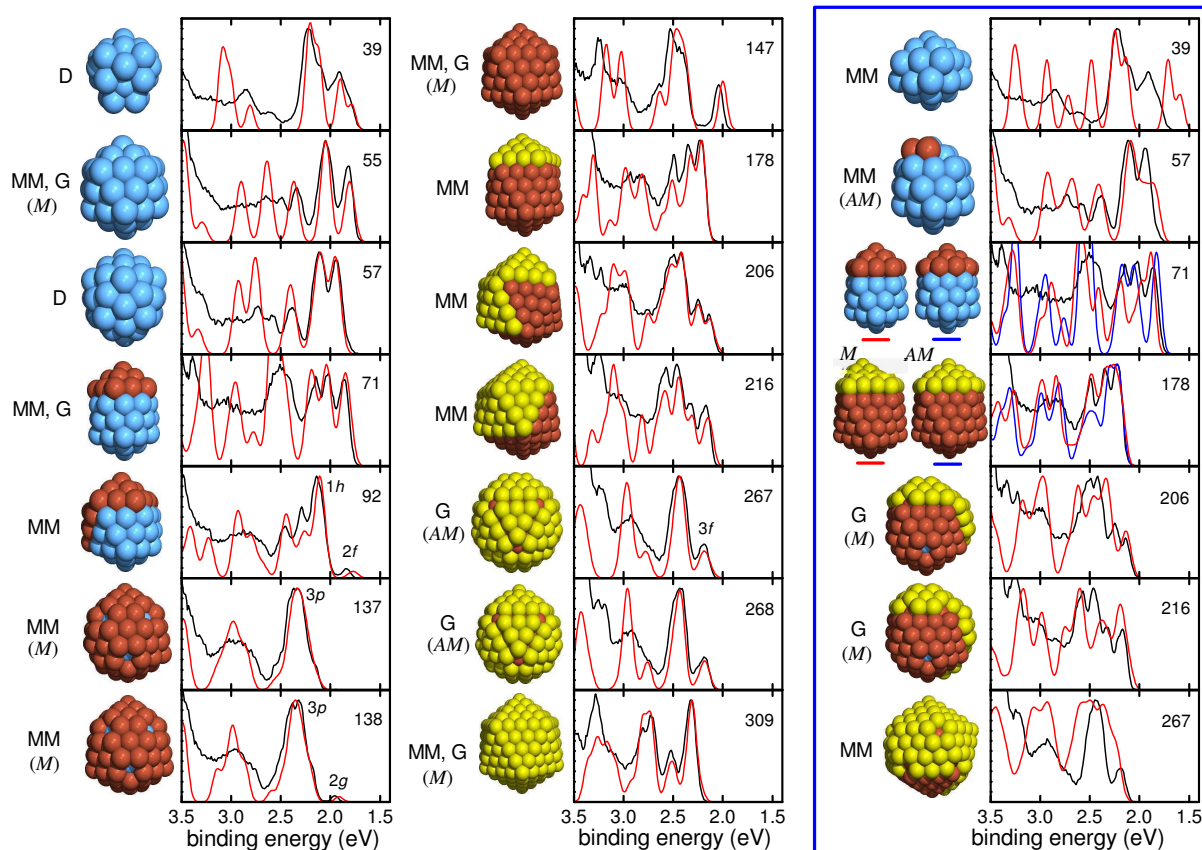 D
39
MM, G
(M)
55
D
57
MM, G
71
MM
92
1h
2f
MM
(M)
137
3p
MM
(M)
138
3p
2g
3.5 3.0 2.5 2.0 1.5
binding energy (eV)
MM, G
(M)
147
MM
178
MM
206
MM
216
G
(AM)
267
3f
G
(AM)
268
MM, G
(M)
309
3.5 3.0 2.5 2.0 1.5
binding energy (eV)
MM
39
MM
(AM)
57
71
M AM
178
G
(M)
206
G
(M)
216
MM
267
3.5 3.0 2.5 2.0 1.5
binding energy (eV)